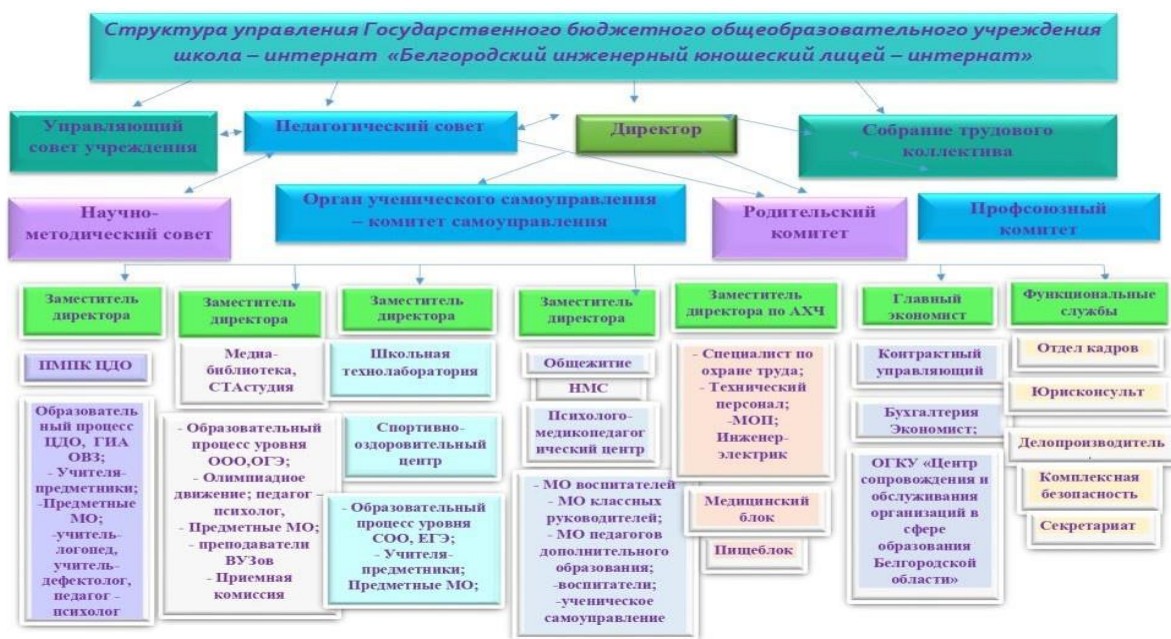 Структура управления Государственного бюджетного общеобразовательного учреждения
школа – интернат «Белгородский инженерный юношеский лицей – интернат»
Управляющий
совет учреждения
Педагогический совет
Директор
Собрание трудового
коллектива
Научно-
методический совет
Орган ученического самоуправления
– комитет самоуправления
Родительский
комитет
Профсоюзный
комитет
Заместитель
директора
ПМПК ЦДО
Образователь
ный процесс
ЦДО, ГИА
ОВЗ;
- Учителя-
предметники;
-Предметные
МО;
-учитель-
логопед,
учитель-
дефектолог,
педагог –
психолог
Заместитель
директора
Медиа-
библиотека,
СТАстудия
- Образовательный
процесс уровня
ООО,ОГЭ;
- Олимпиадное
движение; педагог –
психолог,
- Предметные МО;
- преподаватели
ВУЗов
- Приемная
комиссия
Заместитель
директора
Школьная
технолаборатория
Спортивно-
оздоровительный
центр
- Образовательный
процесс уровня
СОО, ЕГЭ;
- Учителя-
предметники;
Предметные МО;
Заместитель
директора
Общежитие
НМС
Психолого-
медикопедагог
ический центр
- МО воспитателей
- МО классных
руководителей;
- МО педагогов
дополнительного
образования;
-воспитатели;
-ученическое
самоуправление
Заместитель
директора по АХЧ
- Специалист по
охране труда;
- Технический
персонал;
-МОП;
Инженер-
электрик
Медицинский
блок
Пищеблок
Главный
экономист
Контрактный
управляющий
Бухгалтерия
Экономист;
ОГКУ «Центр
сопровождения и
обслуживания
организаций в
сфере
образования
Белгородской
области»
Функциональные
службы
Отдел кадров
Юрисконсульт
Делопроизводитель
Комплексная
безопасность
Секретариат